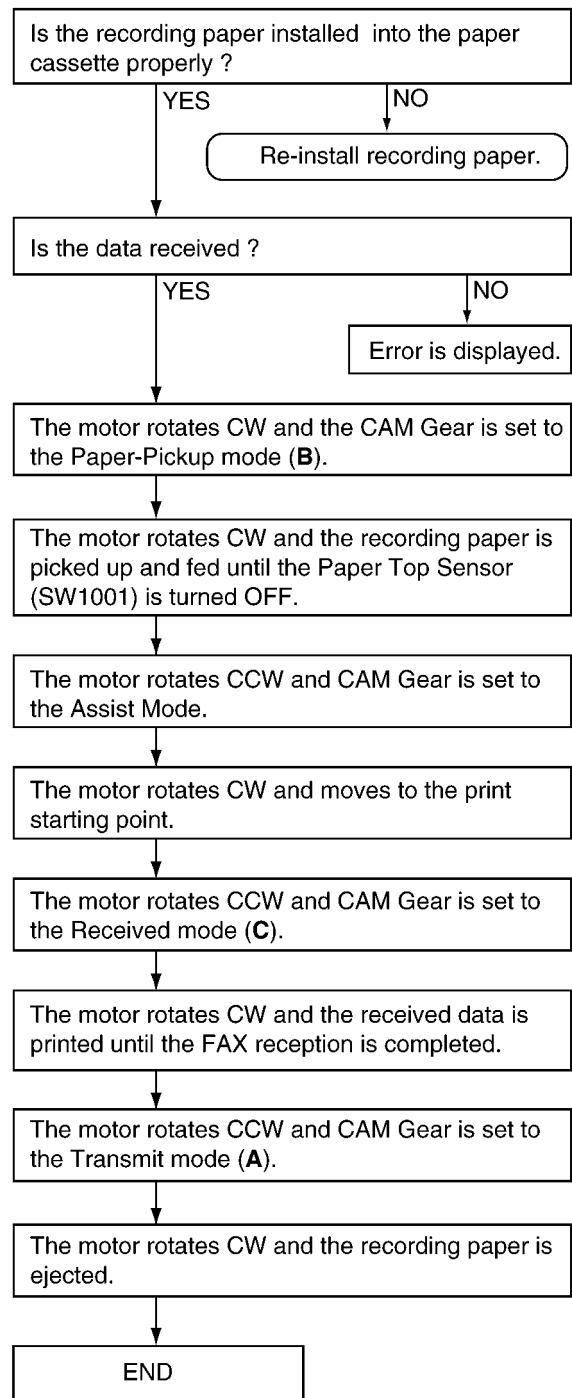 Is the recording paper installed  into the paper
cassette properly ?
YES
NO
Re-install recording paper.
Is the data received ?
YES
NO
Error is displayed.
The motor rotates CW and the CAM Gear is set to
the Paper-Pickup mode (B).
The motor rotates CW and the recording paper is
picked up and fed until the Paper Top Sensor
(SW1001) is turned OFF.
The motor rotates CCW and CAM Gear is set to
the Assist Mode.
The motor rotates CW and moves to the print
starting point.
The motor rotates CCW and CAM Gear is set to
the Received mode (C).
The motor rotates CW and the received data is
printed until the FAX reception is completed.
The motor rotates CCW and CAM Gear is set to
the Transmit mode (A).
The motor rotates CW and the recording paper is
ejected.
END